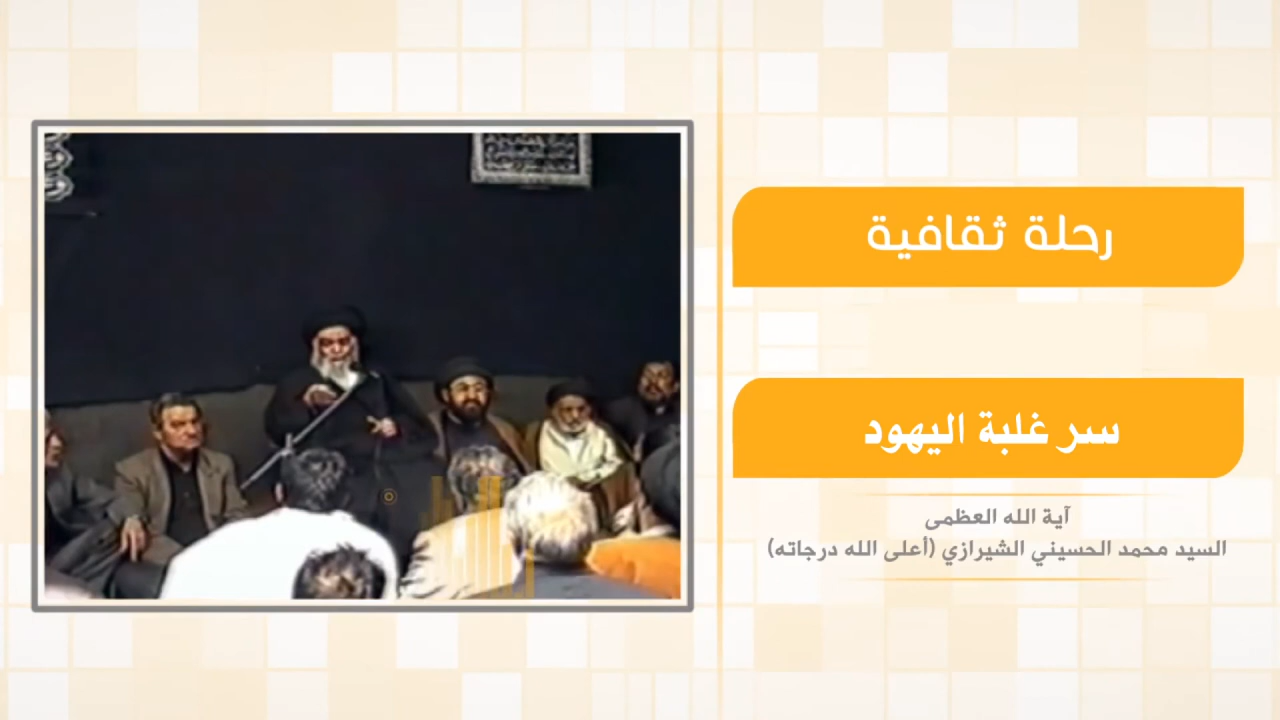 رحلة ثقافية
سر غلبة اليهود
آية الله العظمى
السيد محمد الحسيني الشيرازي (أعلى الله درجاته)